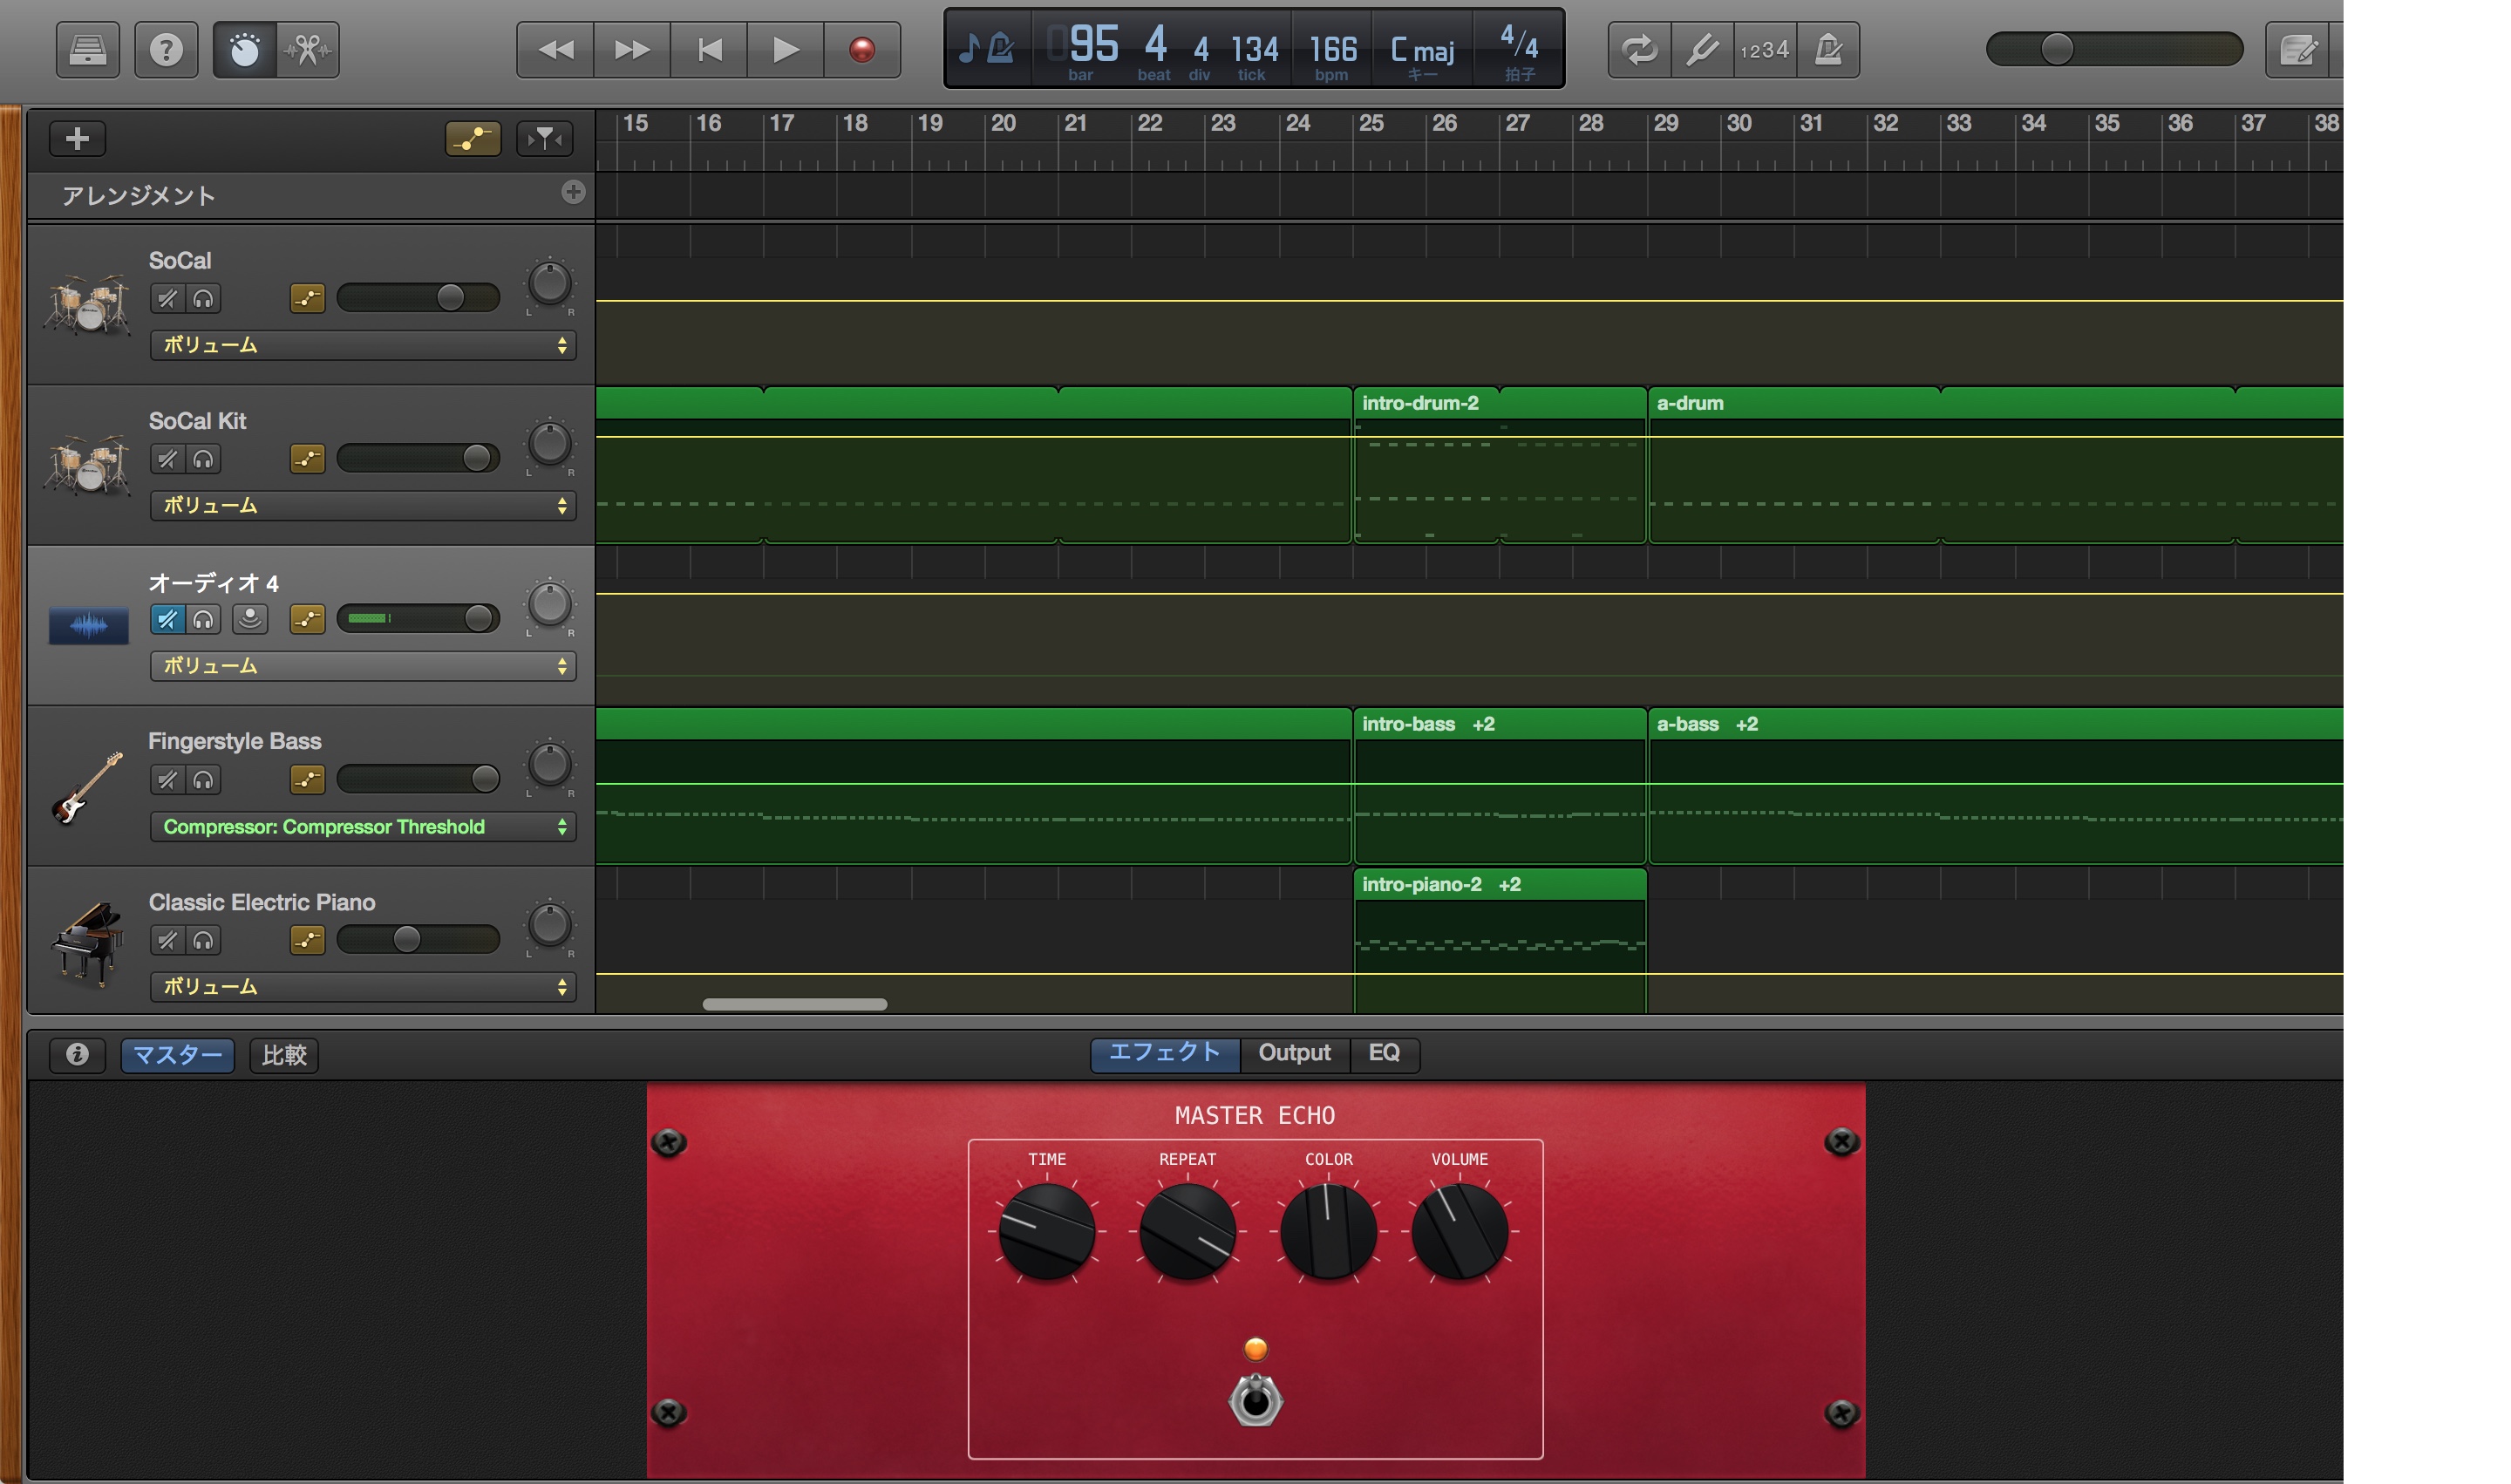 095 4 4 134 166 C maj 4/4
bar beat div tick bpm キー 拍子
1234
15 16 17 18 19 20 21 22 23 24 25 26 27 28 29 30 31 32 33 34 35 36 37 38
アレンジメント
SoCal
L R
ボリューム
SoCal Kit
L R
ボリューム
intro-drum-2
a-drum
オーディオ 4
L R
ボリューム
Fingerstyle Bass
L R
Compressor: Compressor Threshold
intro-bass +2
a-bass +2
Classic Electric Piano
L R
ボリューム
intro-piano-2 +2
マスター 比較 エフェクト Output EQ
MASTER ECHO
TIME REPEAT COLOR VOLUME